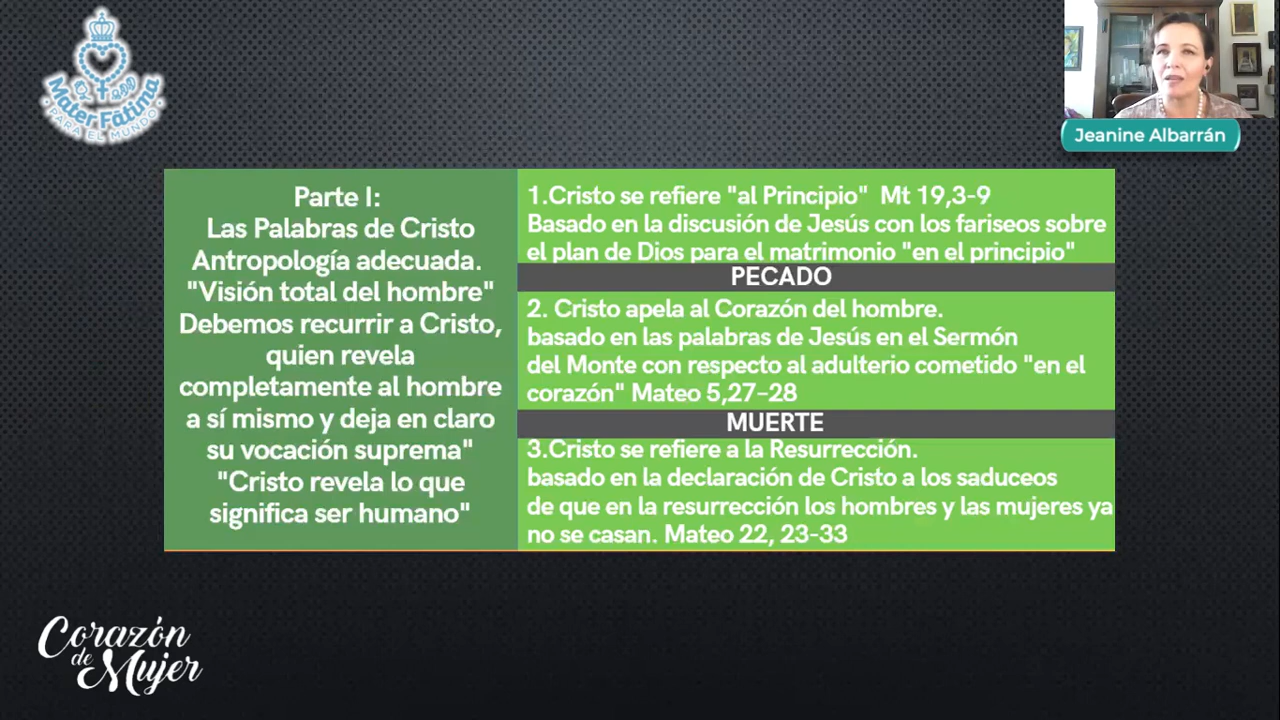 Mater Fátima
PARA EL MUNDO
Jeanine Albarrán
Parte I:
Las Palabras de Cristo
Antropología adecuada.
"Visión total del hombre"
Debemos recurrir a Cristo,
quien revela
completamente al hombre
a sí mismo y deja en claro
su vocación suprema"
"Cristo revela lo que
significa ser humano"
1.Cristo se refiere "al Principio" Mt 19,3-9
Basado en la discusión de Jesús con los fariseos sobre
el plan de Dios para el matrimonio "en el principio"
PECADO
2. Cristo apela al Corazón del hombre.
basado en las palabras de Jesús en el Sermón
del Monte con respecto al adulterio cometido "en el
corazón" Mateo 5,27–28
MUERTE
3.Cristo se refiere a la Resurrección.
basado en la declaración de Cristo a los saduceos
de que en la resurrección los hombres y las mujeres ya
no se casan. Mateo 22, 23-33
Corazón
de
Mujer